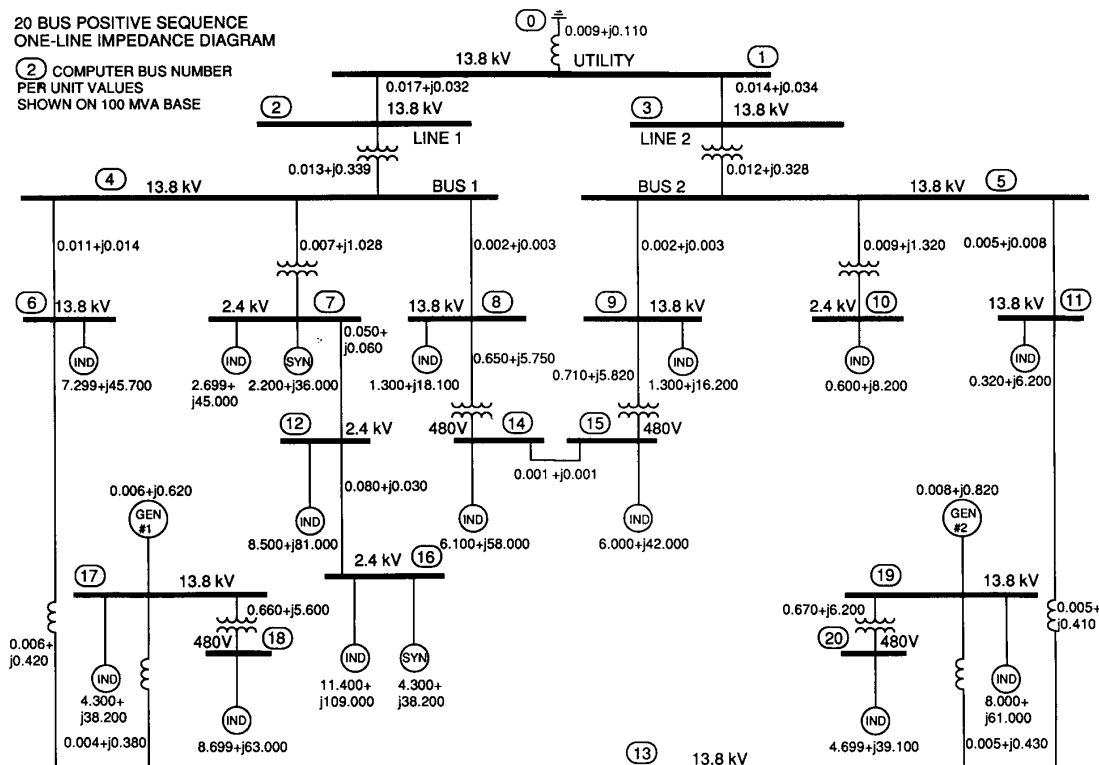 20 BUS POSITIVE SEQUENCE
ONE-LINE IMPEDANCE DIAGRAM
2 COMPUTER BUS NUMBER
PER UNIT VALUES
SHOWN ON 100 MVA BASE
0
0.009+j0.110
13.8 kV
UTILITY
1
0.017+j0.032
0.014+j0.034
2
13.8 kV
3
13.8 kV
LINE 1
LINE 2
0.013+j0.339
0.012+j0.328
4
13.8 kV
BUS 1
BUS 2
13.8 kV
5
0.011+j0.014
0.007+j1.028
0.002+j0.003
0.002+j0.003
0.009+j1.320
0.005+j0.008
6
13.8 kV
2.4 kV
7
13.8 kV
8
9
13.8 kV
2.4 kV
10
13.8 kV
11
IND
7.299+j45.700
IND
2.699+
j45.000
SYN
2.200+j36.000
0.050+
j0.060
IND
1.300+j18.100
0.650+j5.750
0.710+j5.820
IND
1.300+j16.200
IND
0.600+j8.200
IND
0.320+j6.200
12
2.4 kV
480V
14
15
480V
0.001 +j0.001
0.080+j0.030
IND
8.500+j81.000
IND
6.100+j58.000
IND
6.000+j42.000
0.006+j0.620
GEN
#1
0.008+j0.820
GEN
#2
2.4 kV
16
17
13.8 kV
19
13.8 kV
0.660+j5.600
480V
18
0.670+j6.200
20
480V
0.006+
j0.420
0.005+
j0.410
IND
4.300+
j38.200
IND
8.699+j63.000
0.004+j0.380
IND
11.400+
j109.000
SYN
4.300+
j38.200
IND
4.699+j39.100
IND
8.000+
j61.000
0.005+j0.430
13
13.8 kV